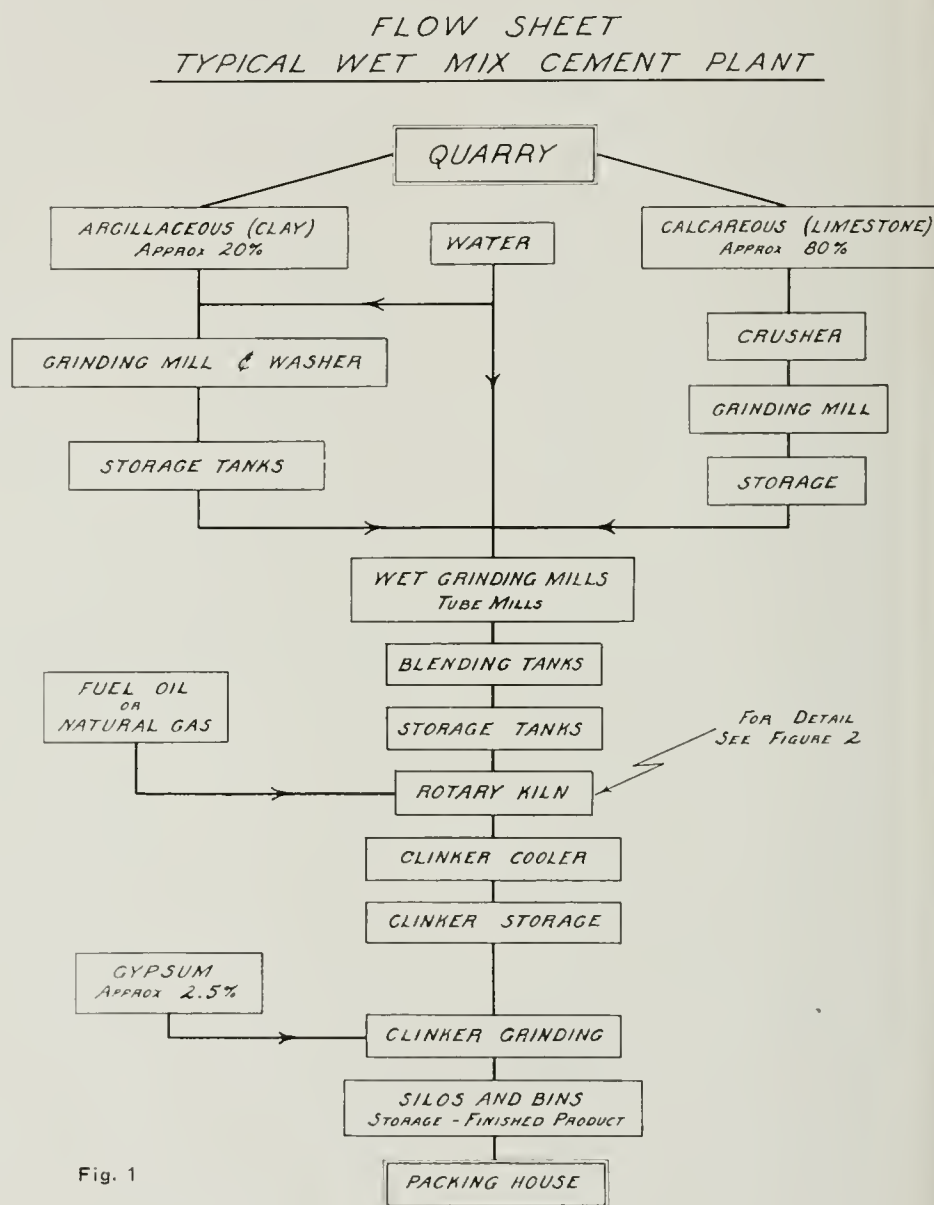 FLOW SHEET
TYPICAL WET MIX CEMENT PLANT
QUARRY
ARGILLACEOUS (CLAY)
APPROX 20%
WATER
CALCAREOUS (LIMESTONE)
APPROX 80%
CRUSHER
GRINDING MILL & WASHER
GRINDING MILL
STORAGE TANKS
STORAGE
WET GRINDING MILLS
TUBE MILLS
BLENDING TANKS
FUEL OIL
OR
NATURAL GAS
STORAGE TANKS
FOR DETAIL
SEE FIGURE 2
ROTARY KILN
CLINKER COOLER
CLINKER STORAGE
GYPSUM
APPROX 2.5%
CLINKER GRINDING
SILOS AND BINS
STORAGE - FINISHED PRODUCT
Fig. 1
PACKING HOUSE